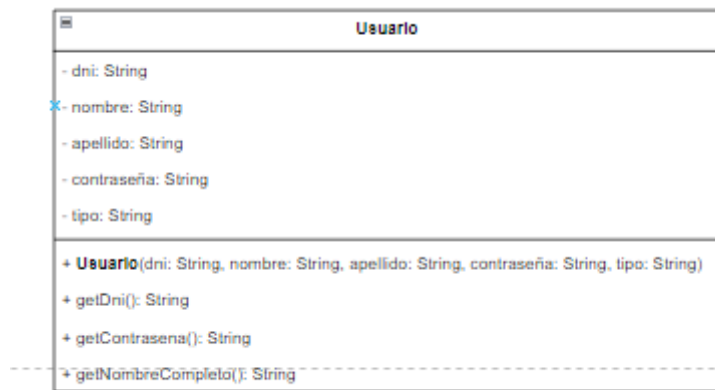 Usuario
- dni: String
- nombre: String
- apellido: String
- contraseña: String
- tipo: String
+ Usuario(dni: String, nombre: String, apellido: String, contraseña: String, tipo: String)
+ getDni(): String
+ getContrasena(): String
+ getNombreCompleto(): String